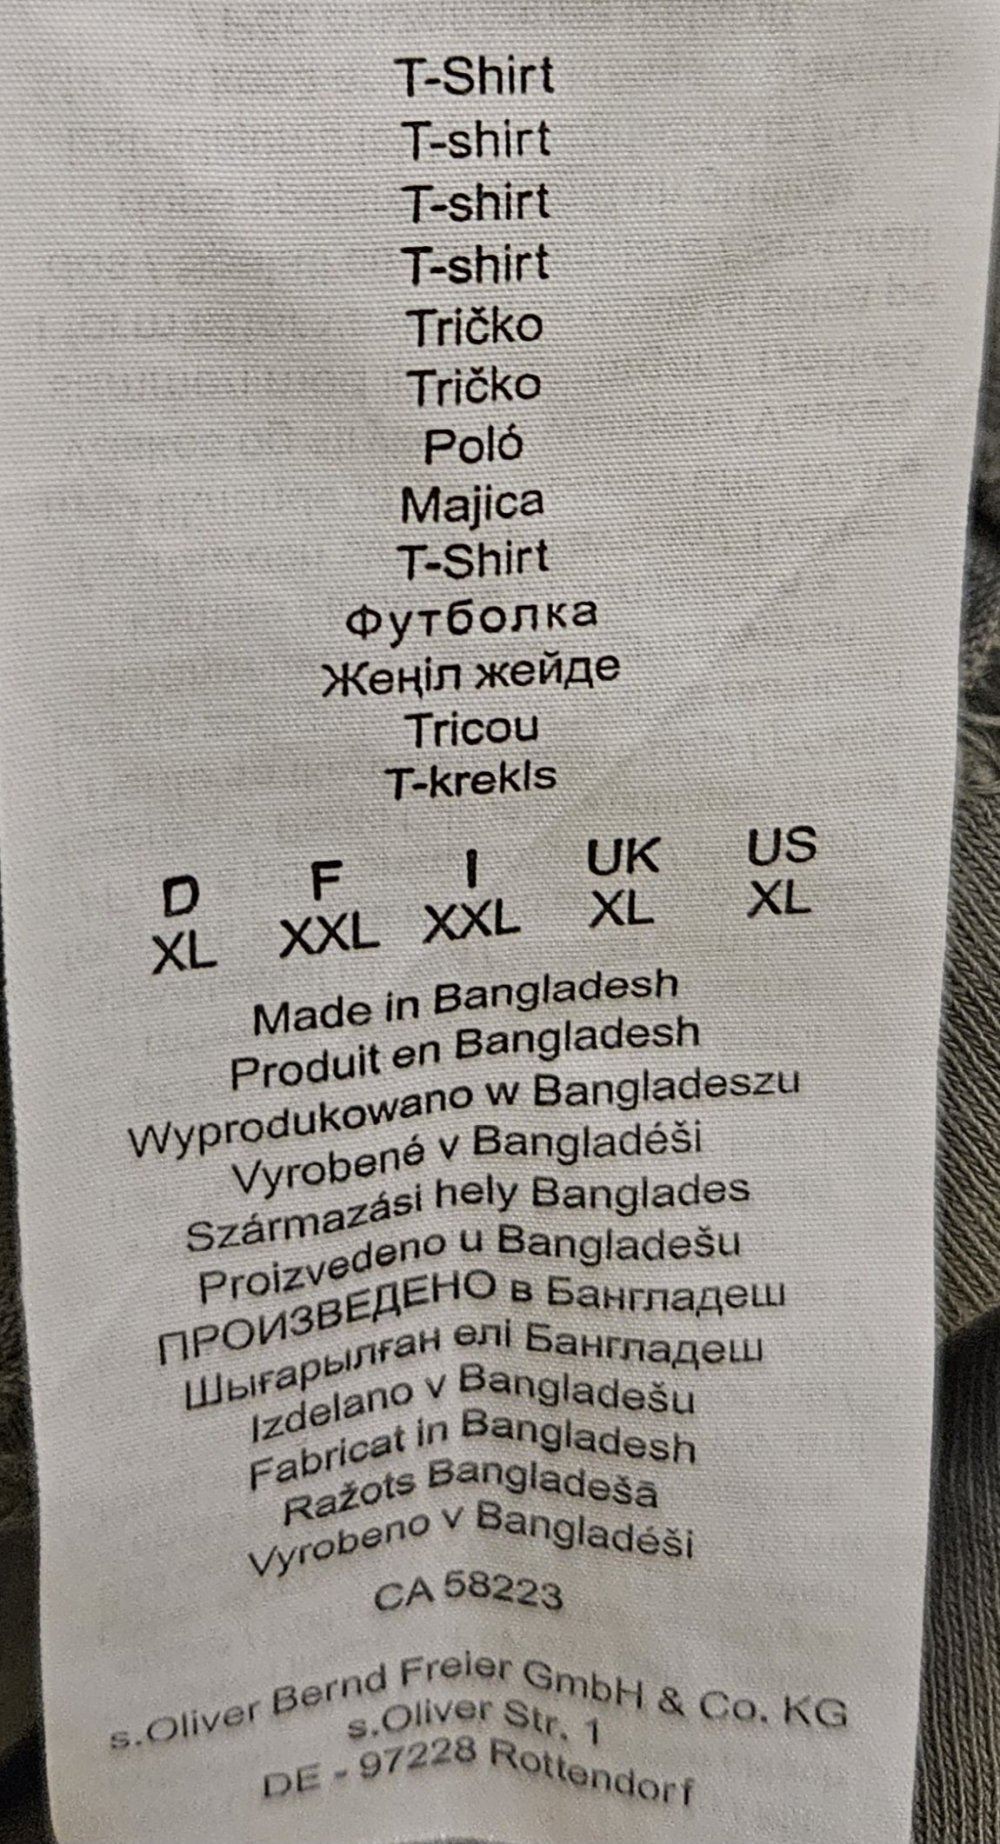 T-Shirt
T-shirt
T-shirt
T-shirt
Tričko
Tričko
Poló
Majica
T-Shirt
Футболка
Жеңіл жейде
Tricou
T-krekls
D F I UK US
XL XXL XXL XL XL
Made in Bangladesh
Produit en Bangladesh
Wyprodukowano w Bangladeszu
Vyrobené v Bangladéši
Származási hely Banglades
Proizvedeno u Bangladešu
ПРОИЗВЕДЕНО в Бангладеш
Шығарылған елі Бангладеш
Izdelano v Bangladešu
Fabricat in Bangladesh
Ražots Bangladešā
Vyrobeno v Bangladéši
CA 58223
s.Oliver Bernd Freier GmbH & Co. KG
s.Oliver Str. 1
DE - 97228 Rottendorf